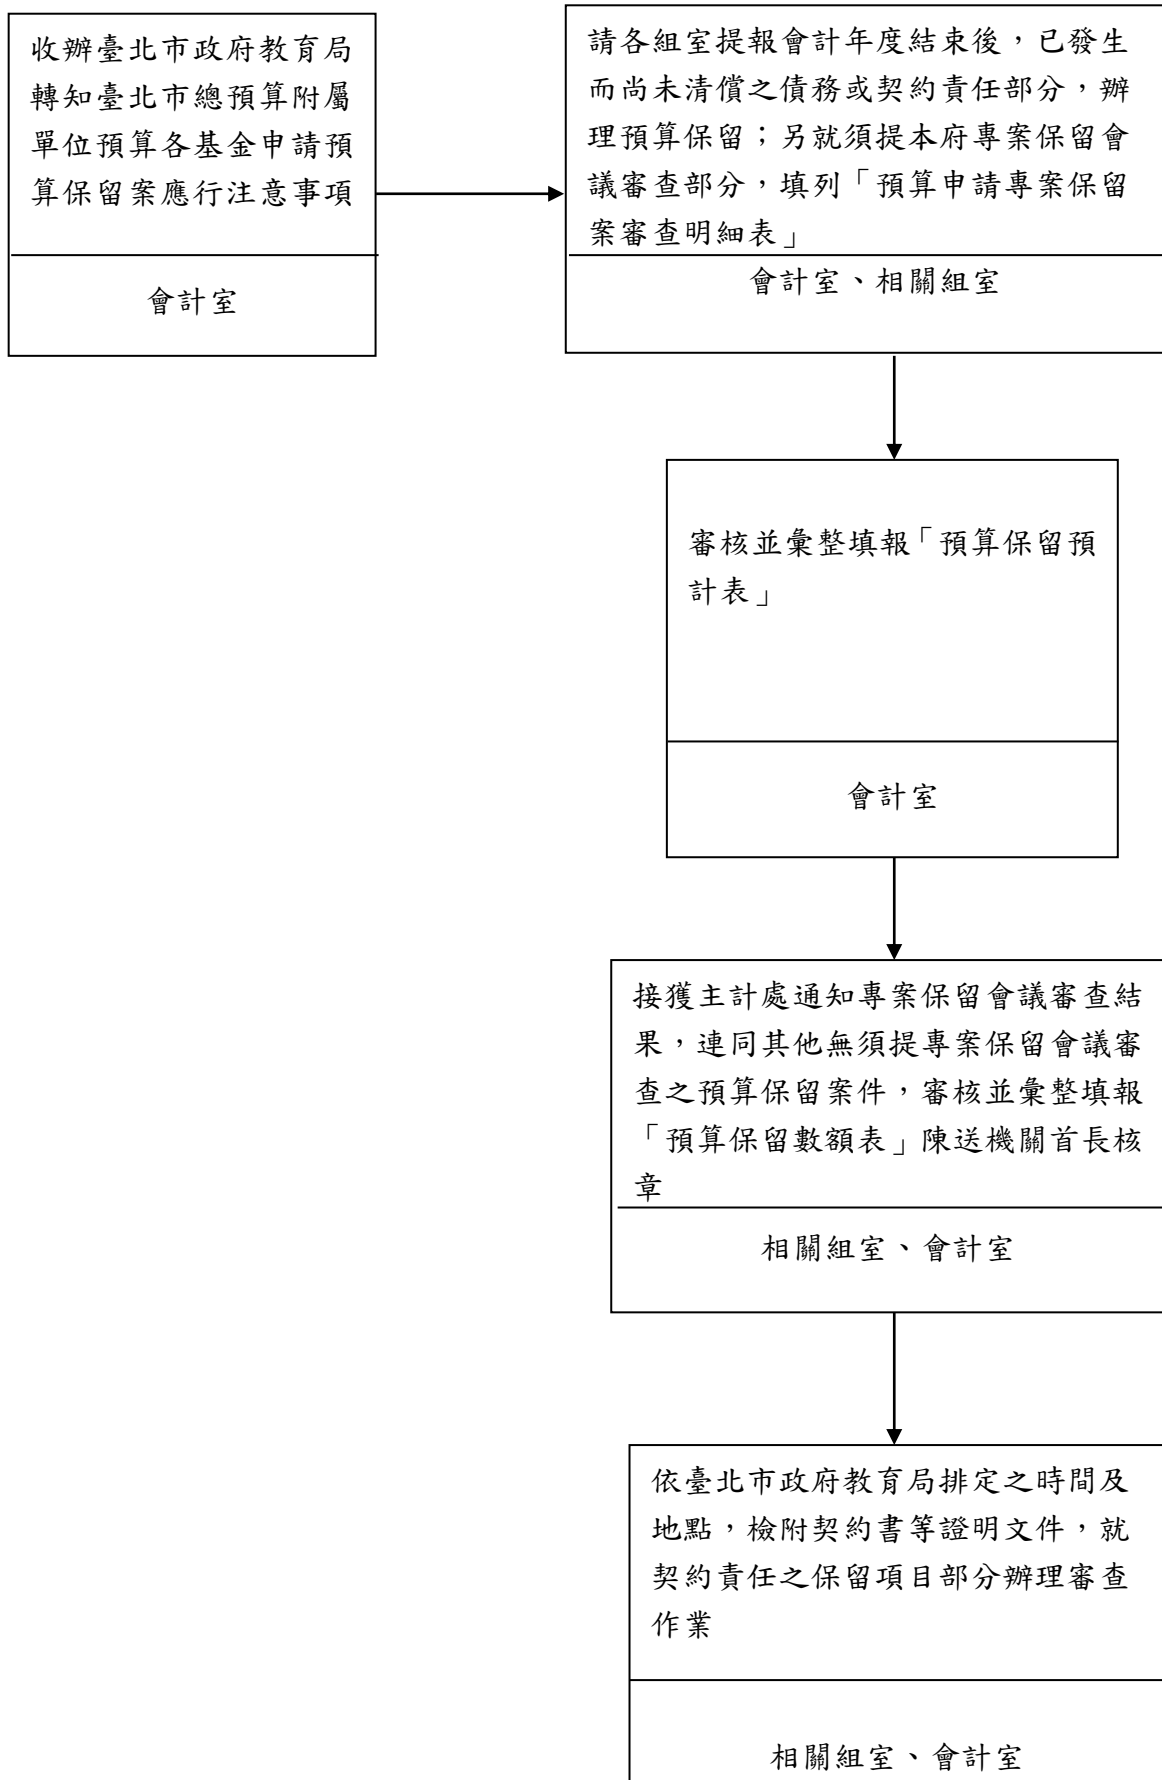 收辦臺北市政府教育局
轉知臺北市總預算附屬
單位預算各基金申請預
算保留案應行注意事項
會計室
請各組室提報會計年度結束後，已發生
而尚未清償之債務或契約責任部分，辦
理預算保留；另就須提本府專案保留會
議審查部分，填列「預算申請專案保留
案審查明細表」
會計室、相關組室
審核並彙整填報「預算保留預
計表」
會計室
接獲主計處通知專案保留會議審查結
果，連同其他無須提專案保留會議審
查之預算保留案件，審核並彙整填報
「預算保留數額表」陳送機關首長核
章
相關組室、會計室
依臺北市政府教育局排定之時間及
地點，檢附契約書等證明文件，就
契約責任之保留項目部分辦理審查
作業
相關組室、會計室